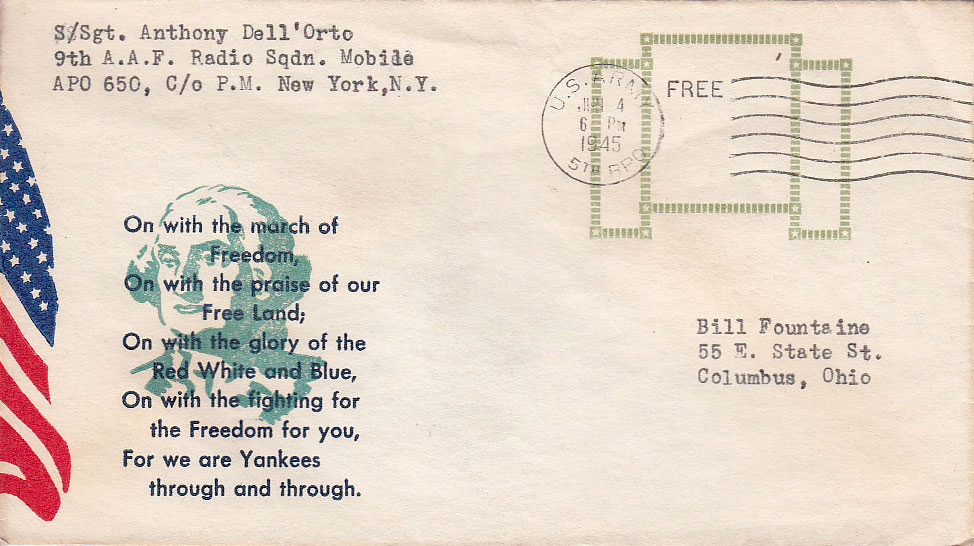 S/Sgt. Anthony Dell'Orto
9th A.A.F. Radio Sqdn. Mobile
APO 650, C/o P.M. New York,N.Y.
U.S. ARMY
4
6 PM
1945
5TH BPO
FREE
On with the march of
Freedom,
On with the praise of our
Free Land;
On with the glory of the
Red White and Blue,
On with the fighting for
the Freedom for you,
For we are Yankees
through and through.
Bill Fountaine
55 E. State St.
Columbus, Ohio